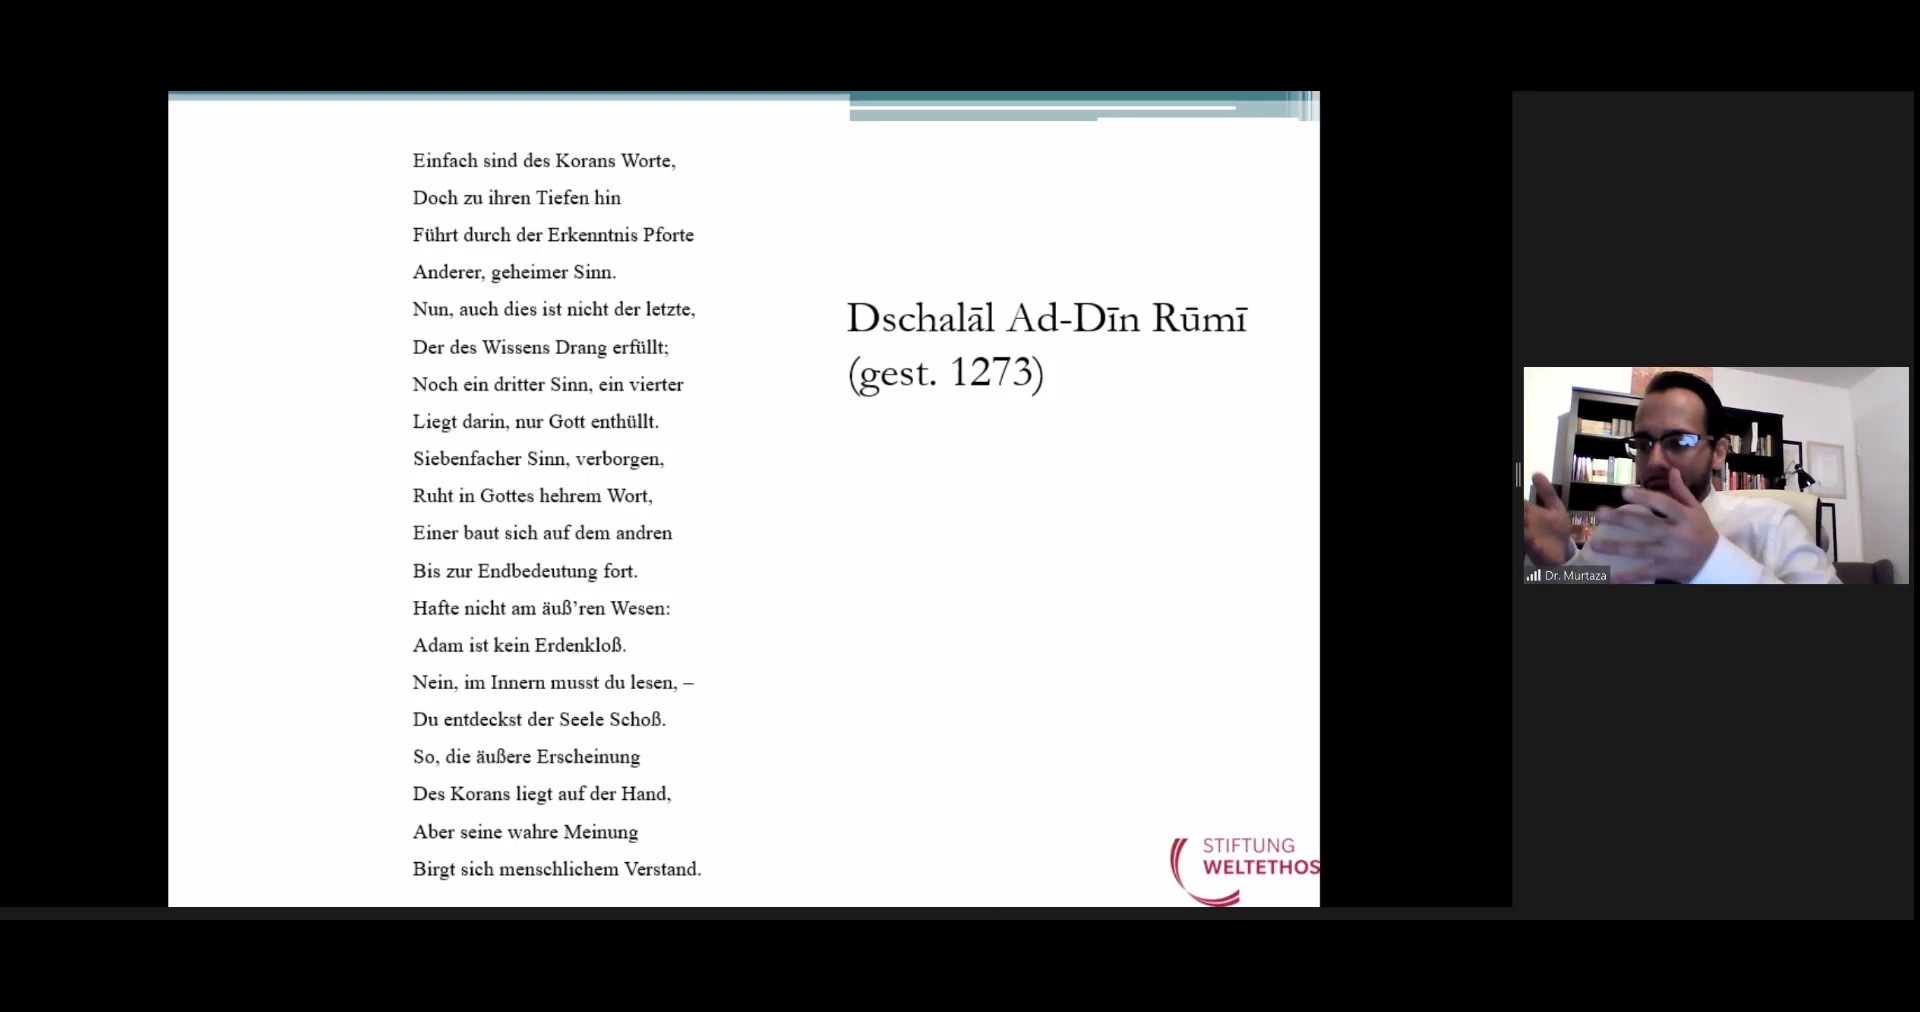 Einfach sind des Korans Worte,
Doch zu ihren Tiefen hin
Führt durch der Erkenntnis Pforte
Anderer, geheimer Sinn.
Nun, auch dies ist nicht der letzte,
Der des Wissens Drang erfüllt;
Noch ein dritter Sinn, ein vierter
Liegt darin, nur Gott enthüllt.
Siebenfacher Sinn, verborgen,
Ruht in Gottes hehrem Wort,
Einer baut sich auf dem andren
Bis zur Endbedeutung fort.
Hafte nicht am äuß’ren Wesen:
Adam ist kein Erdenkloß.
Nein, im Innern musst du lesen, –
Du entdeckst der Seele Schoß.
So, die äußere Erscheinung
Des Korans liegt auf der Hand,
Aber seine wahre Meinung
Birgt sich menschlichem Verstand.
Dschalāl Ad-Dīn Rūmī
(gest. 1273)
STIFTUNG
WELTETHOS
Dr. Murtaza